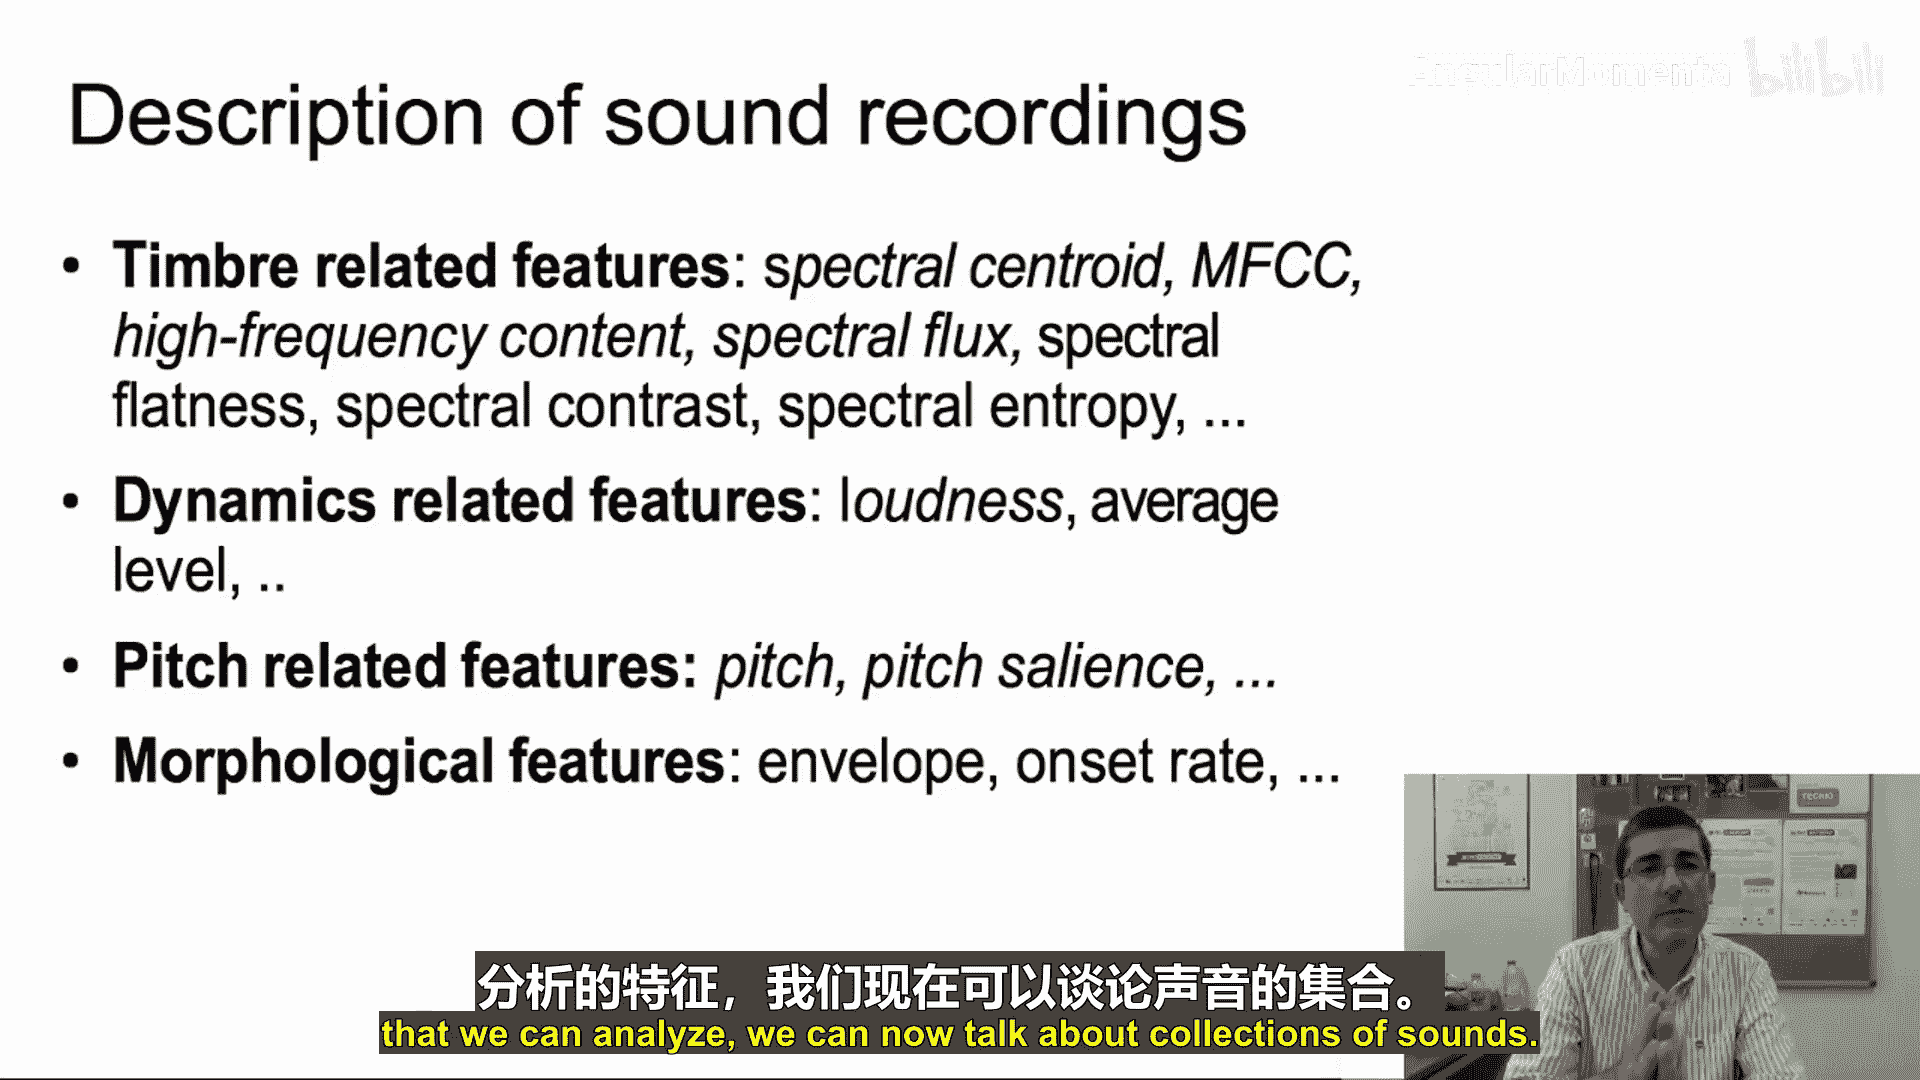 AngularMomenta bilibili
Description of sound recordings
• Timbre related features: spectral centroid, MFCC,
high-frequency content, spectral flux, spectral
flatness, spectral contrast, spectral entropy, ...
• Dynamics related features: loudness, average
level, ..
• Pitch related features: pitch, pitch salience, ...
• Morphological features: envelope, onset rate, ...
分析的特征，我们现在可以谈论声音的集合。
that we can analyze, we can now talk about collections of sounds.